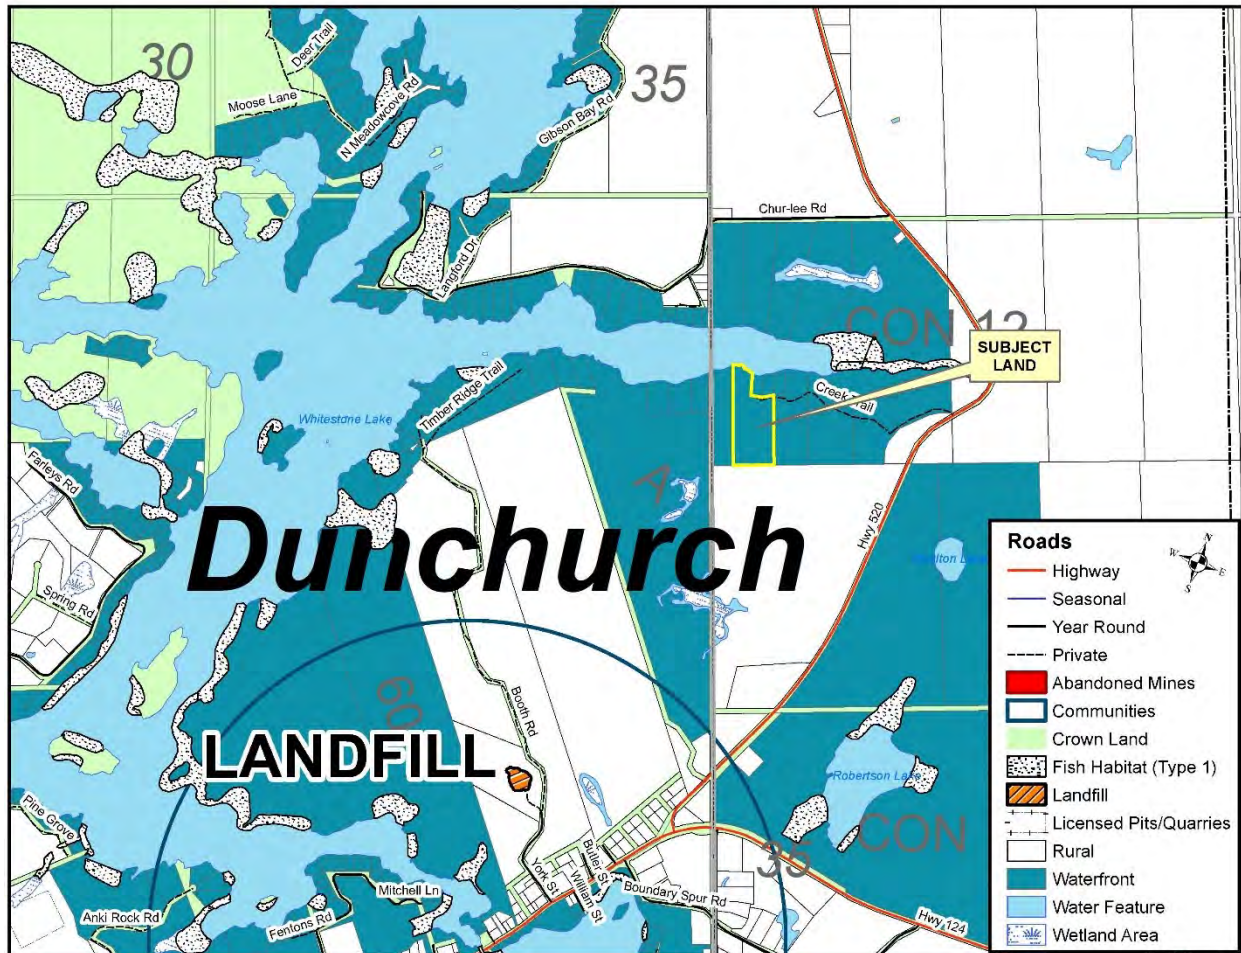 30
Deer Trail
Moose Lane
N Meadowcove Rd
Gibson Bay Rd
35
Chur-lee Rd
Langford Dr
CON 12
SUBJECT
LAND
Creek Trail
Timber Ridge Trail
Whitestone Lake
Farleys Rd
A
Dunchurch
Hwy 520
Spring Rd
60
Booth Rd
LANDFILL
Robertson Lake
CON
35
Pine Grove
Anki Rock Rd
Fentons Rd
Mitchell Ln
York St
William St
Butler St
Boundary Spur Rd
Hwy 124
Roads
N
W
E
S
Highway
Seasonal
Year Round
Private
Abandoned Mines
Communities
Crown Land
Fish Habitat (Type 1)
Landfill
Licensed Pits/Quarries
Rural
Waterfront
Water Feature
Wetland Area